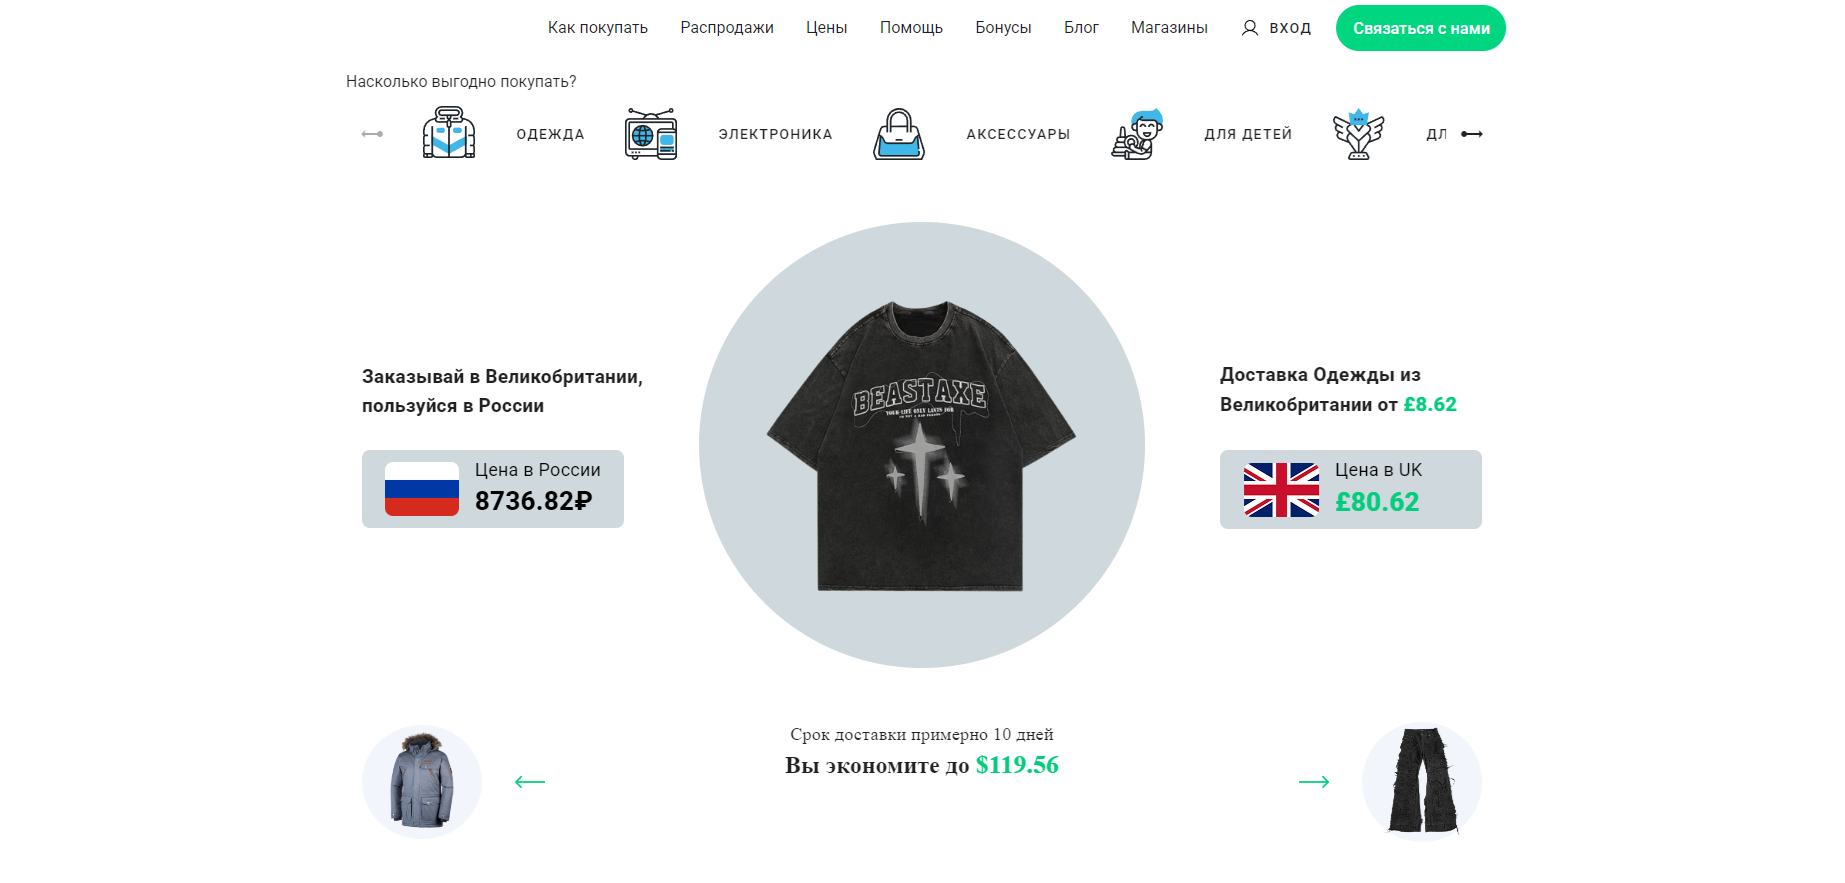 Как покупать Распродажи Цены Помощь Бонусы Блог Магазины ВХОД Связаться с нами
Насколько выгодно покупать?
ОДЕЖДА ЭЛЕКТРОНИКА АКСЕССУАРЫ ДЛЯ ДЕТЕЙ
BEASTAXE
YOUR LIFE ONLY LASTS FOR
Заказывай в Великобритании,
пользуйся в России
Цена в России
8736.82₽
Доставка Одежды из
Великобритании от £8.62
Цена в UK
£80.62
Срок доставки примерно 10 дней
Вы экономите до $119.56